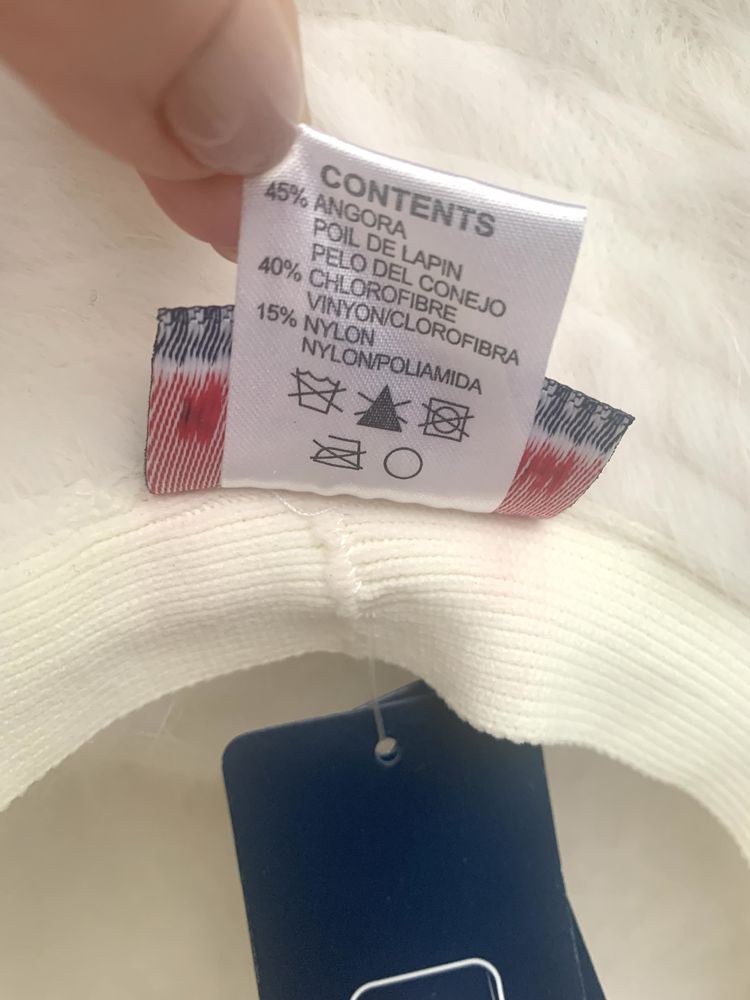 CONTENTS
45% ANGORA
POIL DE LAPIN
PELO DEL CONEJO
40% CHLOROFIBRE
VINYON/CLOROFIBRA
15% NYLON
NYLON/POLIAMIDA